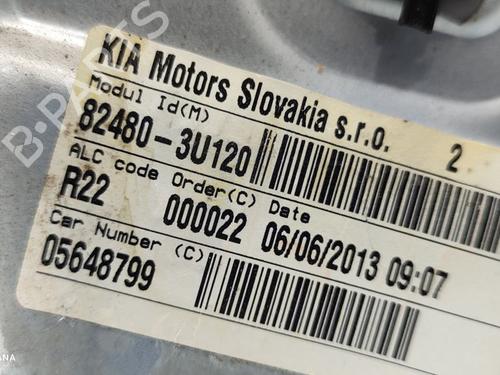 KIA Motors Slovakia s.r.o. 2
Modul Id(M)
82480-3U120
ALC code Order(C) Date
R22 000022 06/06/2013 09:07
Car Number (C)
05648799
B-PARTS
ANA